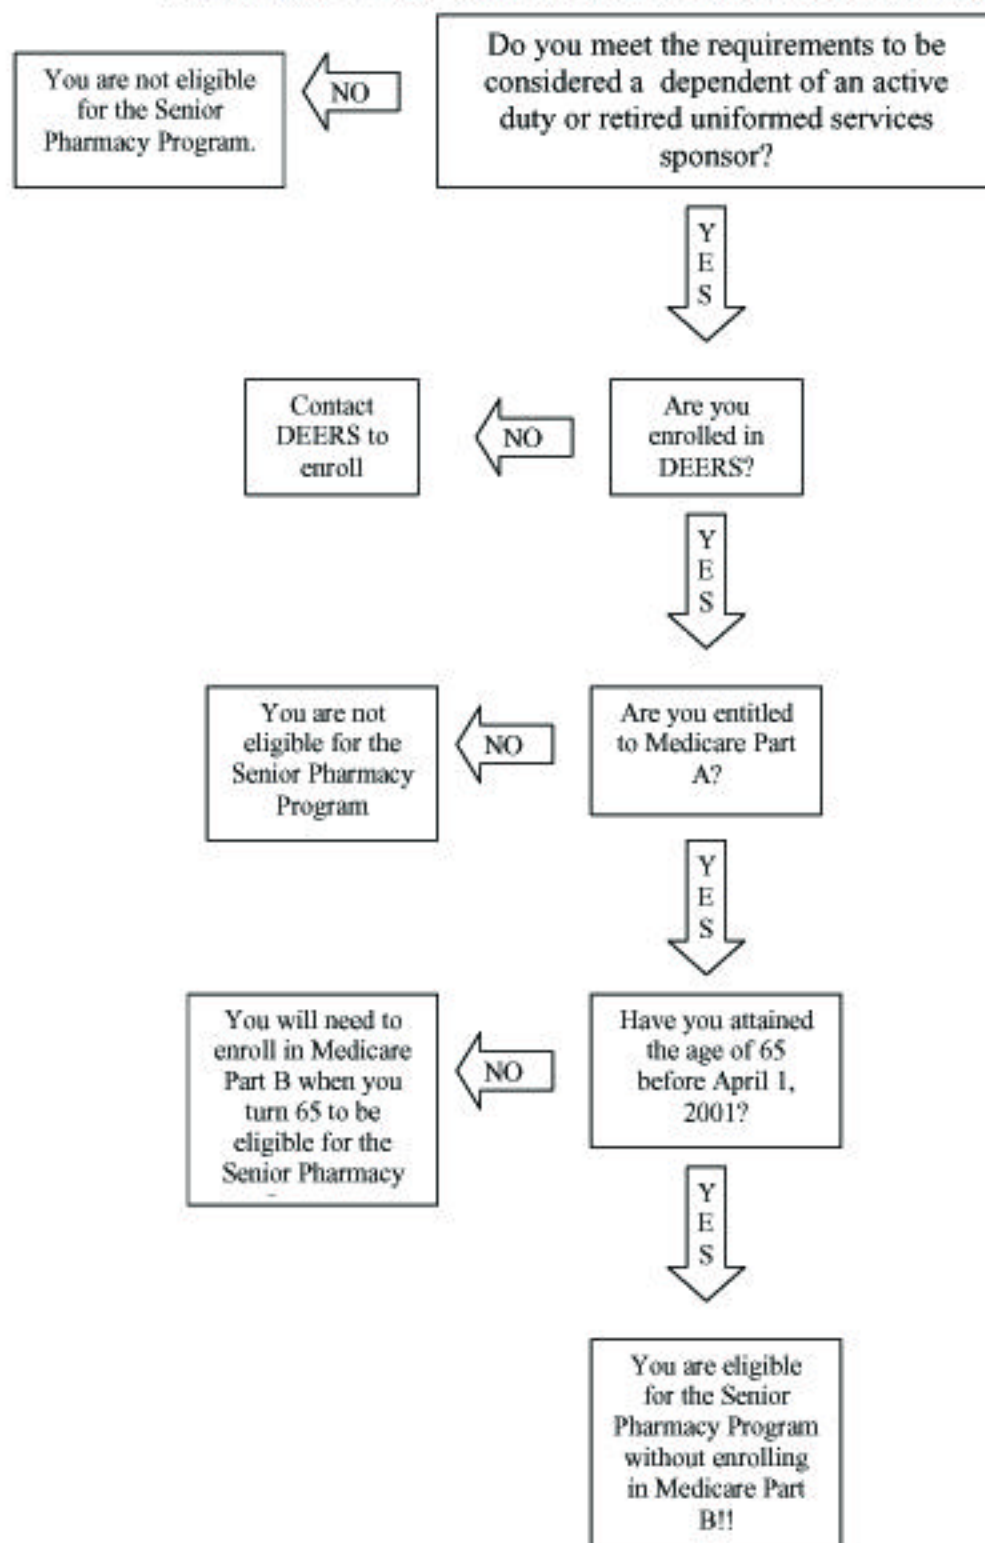 Do you meet the requirements to be
considered a dependent of an active
duty or retired uniformed services
sponsor?
NO
You are not eligible
for the Senior
Pharmacy Program.
YES
Are you
enrolled in
DEERS?
NO
Contact
DEERS to
enroll
YES
Are you entitled
to Medicare Part
A?
NO
You are not
eligible for the
Senior Pharmacy
Program
YES
Have you attained
the age of 65
before April 1,
2001?
NO
You will need to
enroll in Medicare
Part B when you
turn 65 to be
eligible for the
Senior Pharmacy
YES
You are eligible
for the Senior
Pharmacy Program
without enrolling
in Medicare Part
B!!